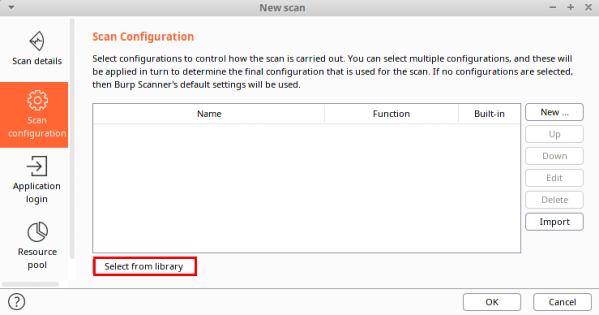 New scan
Scan details
Scan
configuration
Application
login
Resource
pool
Scan Configuration
Select configurations to control how the scan is carried out. You can select multiple configurations, and these will
be applied in turn to determine the final configuration that is used for the scan. If no configurations are selected,
then Burp Scanner's default settings will be used.
Name Function Built-in
New ...
Up
Down
Edit
Delete
Import
Select from library
?
OK Cancel